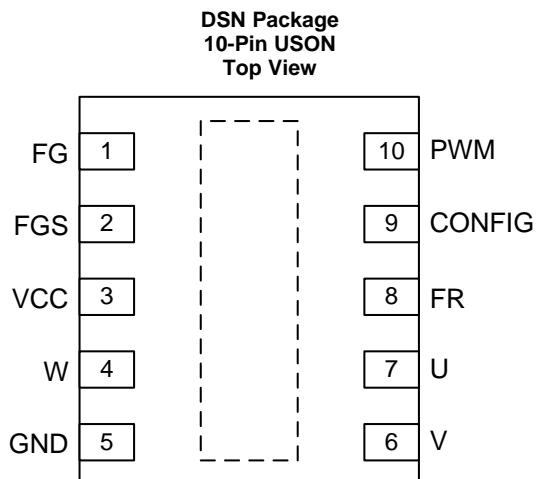 DSN Package
10-Pin USON
Top View
FG 1 10 PWM
FGS 2 9 CONFIG
VCC 3 8 FR
W 4 7 U
GND 5 6 V